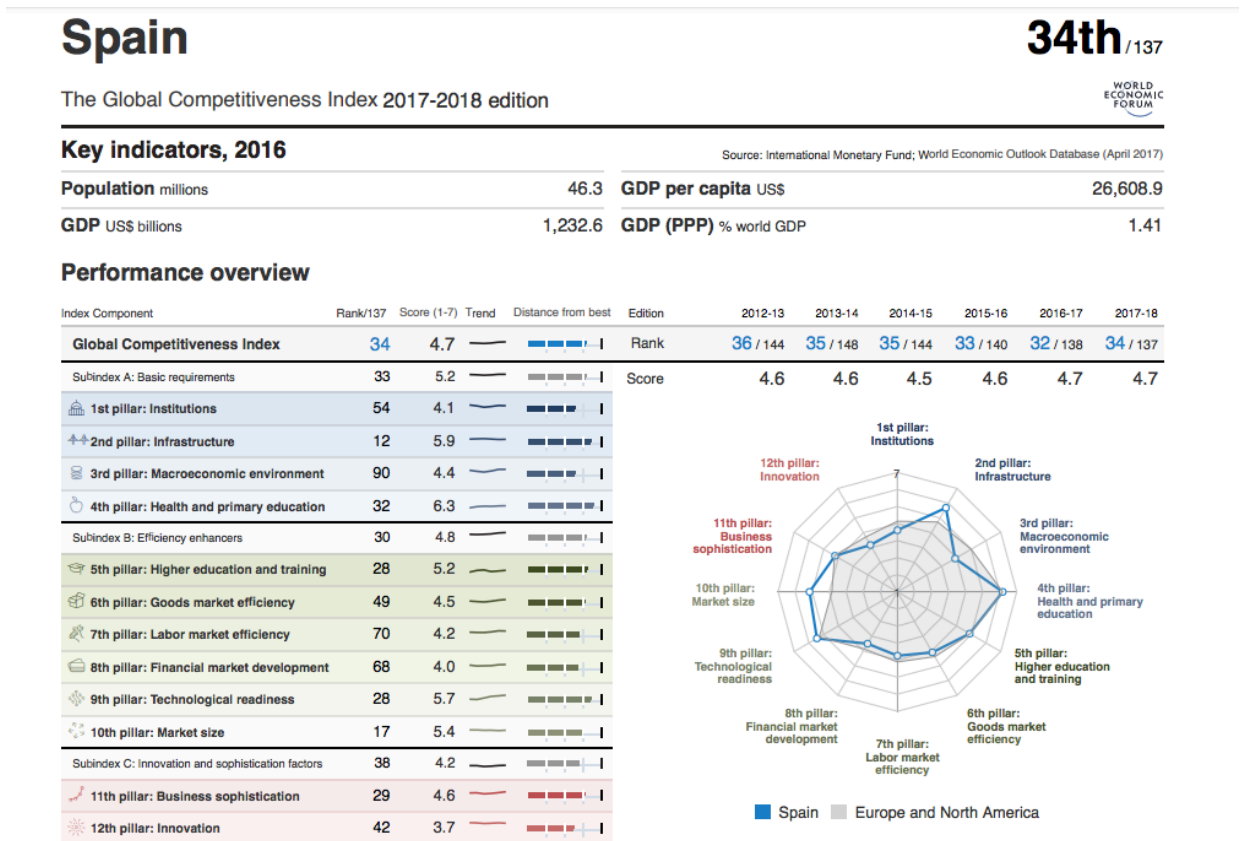 Spain
34th/137
The Global Competitiveness Index 2017-2018 edition
WORLD
ECONOMIC
FORUM
Key indicators, 2016
Source: International Monetary Fund; World Economic Outlook Database (April 2017)
Population millions 46.3 GDP per capita US$ 26,608.9
GDP US$ billions 1,232.6 GDP (PPP) % world GDP 1.41
Performance overview
Index Component Rank/137 Score (1-7) Trend Distance from best
Global Competitiveness Index 34 4.7
Subindex A: Basic requirements 33 5.2
1st pillar: Institutions 54 4.1
2nd pillar: Infrastructure 12 5.9
3rd pillar: Macroeconomic environment 90 4.4
4th pillar: Health and primary education 32 6.3
Subindex B: Efficiency enhancers 30 4.8
5th pillar: Higher education and training 28 5.2
6th pillar: Goods market efficiency 49 4.5
7th pillar: Labor market efficiency 70 4.2
8th pillar: Financial market development 68 4.0
9th pillar: Technological readiness 28 5.7
10th pillar: Market size 17 5.4
Subindex C: Innovation and sophistication factors 38 4.2
11th pillar: Business sophistication 29 4.6
12th pillar: Innovation 42 3.7
Edition 2012-13 2013-14 2014-15 2015-16 2016-17 2017-18
Rank 36 / 144 35 / 148 35 / 144 33 / 140 32 / 138 34 / 137
Score 4.6 4.6 4.5 4.6 4.7 4.7
1st pillar:
Institutions
2nd pillar:
Infrastructure
3rd pillar:
Macroeconomic
environment
4th pillar:
Health and primary
education
5th pillar:
Higher education
and training
6th pillar:
Goods market
efficiency
7th pillar:
Labor market
efficiency
8th pillar:
Financial market
development
9th pillar:
Technological
readiness
10th pillar:
Market size
11th pillar:
Business
sophistication
12th pillar:
Innovation
7
1
Spain Europe and North America